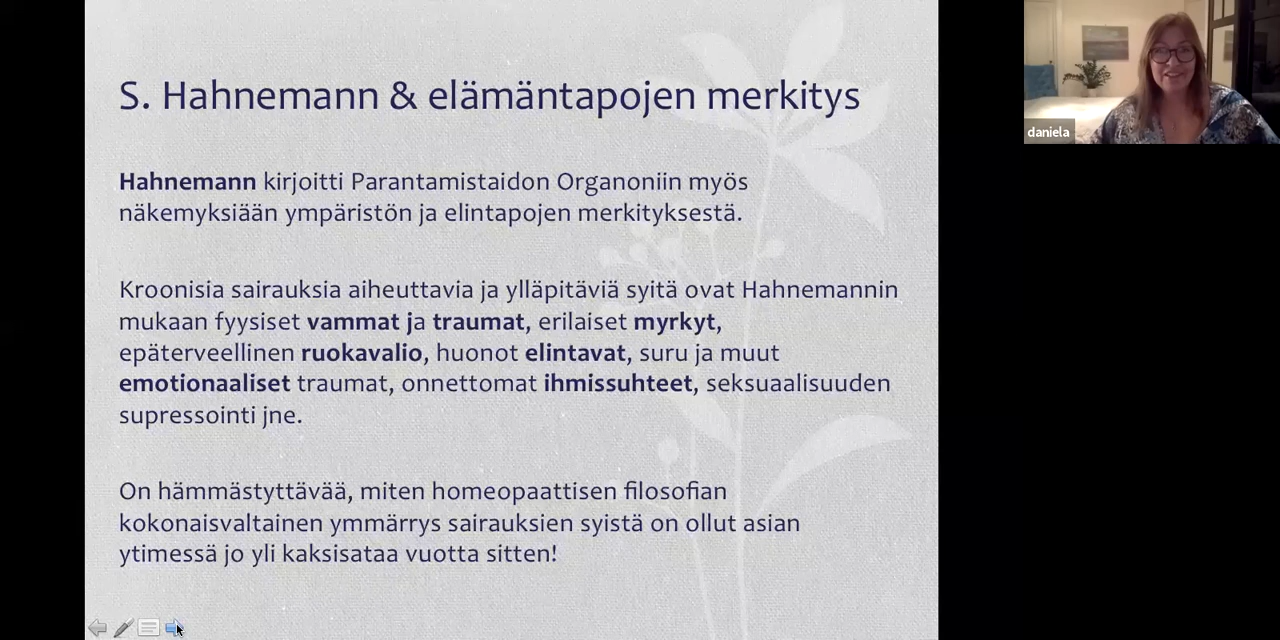 S. Hahnemann & elämäntapojen merkitys
Hahnemann kirjoitti Parantamistaidon Organoniin myös
näkemyksiään ympäristön ja elintapojen merkityksestä.
Kroonisia sairauksia aiheuttavia ja ylläpitäviä syitä ovat Hahnemannin
mukaan fyysiset vammat ja traumat, erilaiset myrkyt,
epäterveellinen ruokavalio, huonot elintavat, suru ja muut
emotionaaliset traumat, onnettomat ihmissuhteet, seksuaalisuuden
supressointi jne.
On hämmästyttävää, miten homeopaattisen filosofian
kokonaisvaltainen ymmärrys sairauksien syistä on ollut asian
ytimessä jo yli kaksisataa vuotta sitten!
daniela